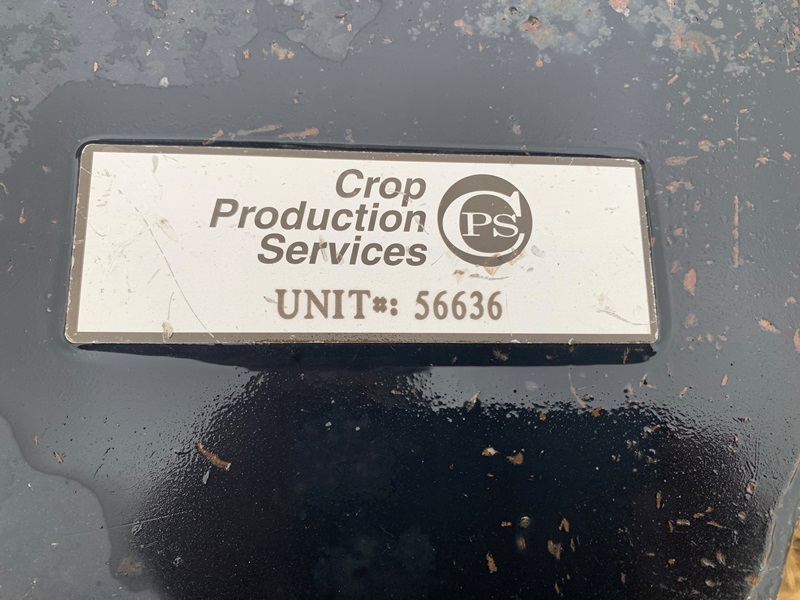 Crop
Production
Services
CPS
UNIT#: 56636